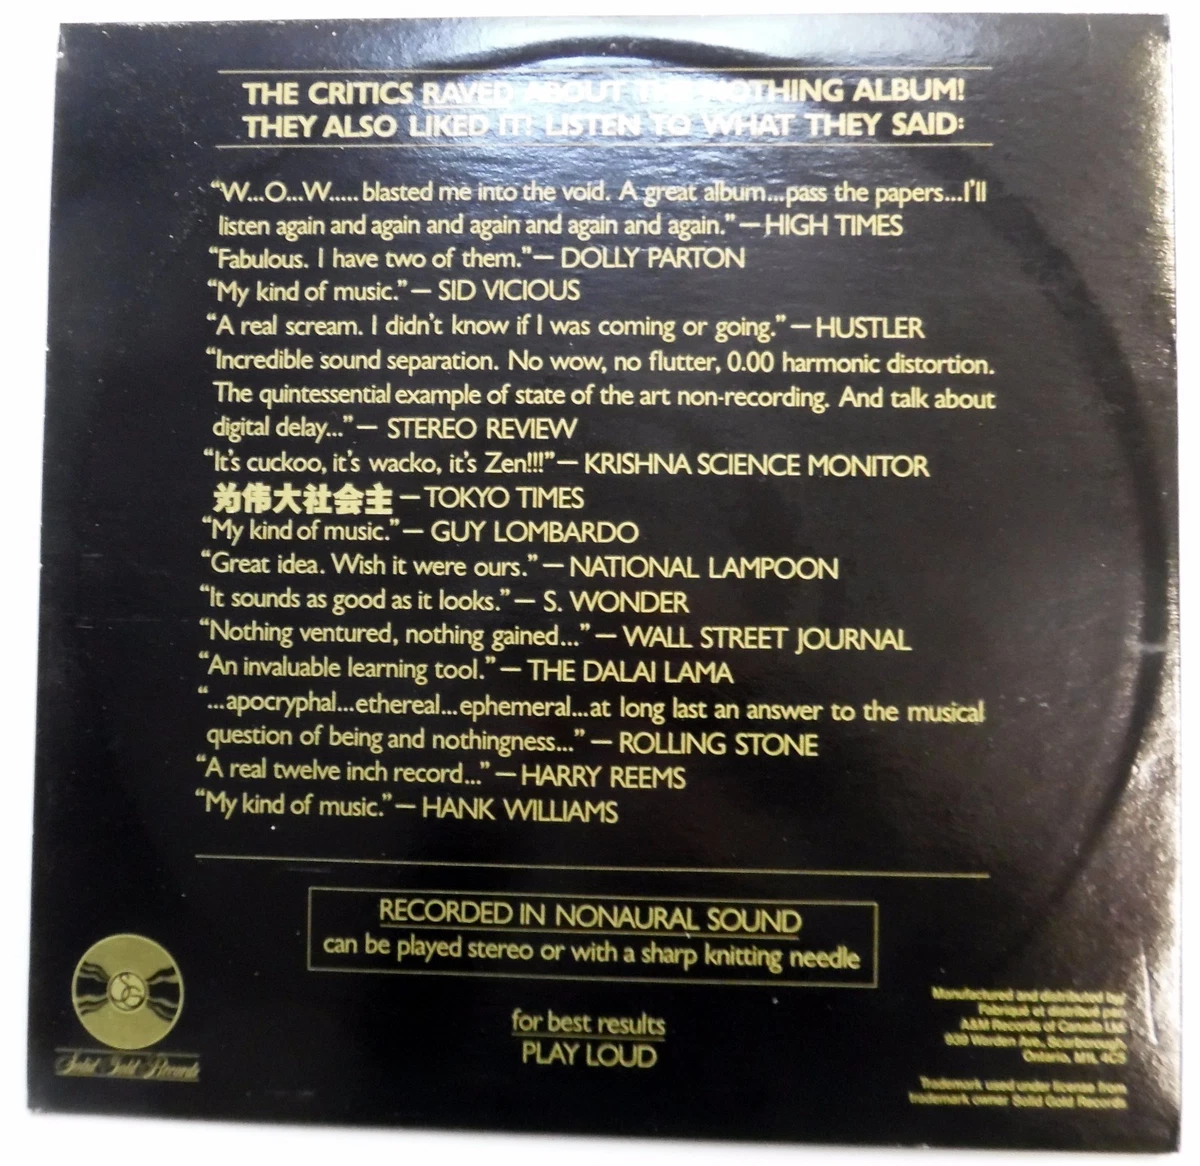 THE CRITICS RAVED ABOUT THE NOTHING ALBUM!
THEY ALSO LIKED IT! LISTEN TO WHAT THEY SAID:
“W...O...W..... blasted me into the void. A great album...pass the papers...I’ll
listen again and again and again and again and again.” — HIGH TIMES
“Fabulous. I have two of them.” — DOLLY PARTON
“My kind of music.” — SID VICIOUS
“A real scream. I didn’t know if I was coming or going.” — HUSTLER
“Incredible sound separation. No wow, no flutter, 0.00 harmonic distortion.
The quintessential example of state of the art non-recording. And talk about
digital delay...” — STEREO REVIEW
“It’s cuckoo, it’s wacko, it’s Zen!!!” — KRISHNA SCIENCE MONITOR
为伟大社会主 — TOKYO TIMES
“My kind of music.” — GUY LOMBARDO
“Great idea. Wish it were ours.” — NATIONAL LAMPOON
“It sounds as good as it looks.” — S. WONDER
“Nothing ventured, nothing gained...” — WALL STREET JOURNAL
“An invaluable learning tool.” — THE DALAI LAMA
“...apocryphal...ethereal...ephemeral...at long last an answer to the musical
question of being and nothingness...” — ROLLING STONE
“A real twelve inch record...” — HARRY REEMS
“My kind of music.” — HANK WILLIAMS
RECORDED IN NONAURAL SOUND
can be played stereo or with a sharp knitting needle
for best results
PLAY LOUD
SG
Solid Gold Records
Manufactured and distributed by/
Fabriqué et distribué par
A&M Records of Canada Ltd.
939 Warden Ave, Scarborough,
Ontario, M1L 4C5
Trademark used under license from
trademark owner Solid Gold Records